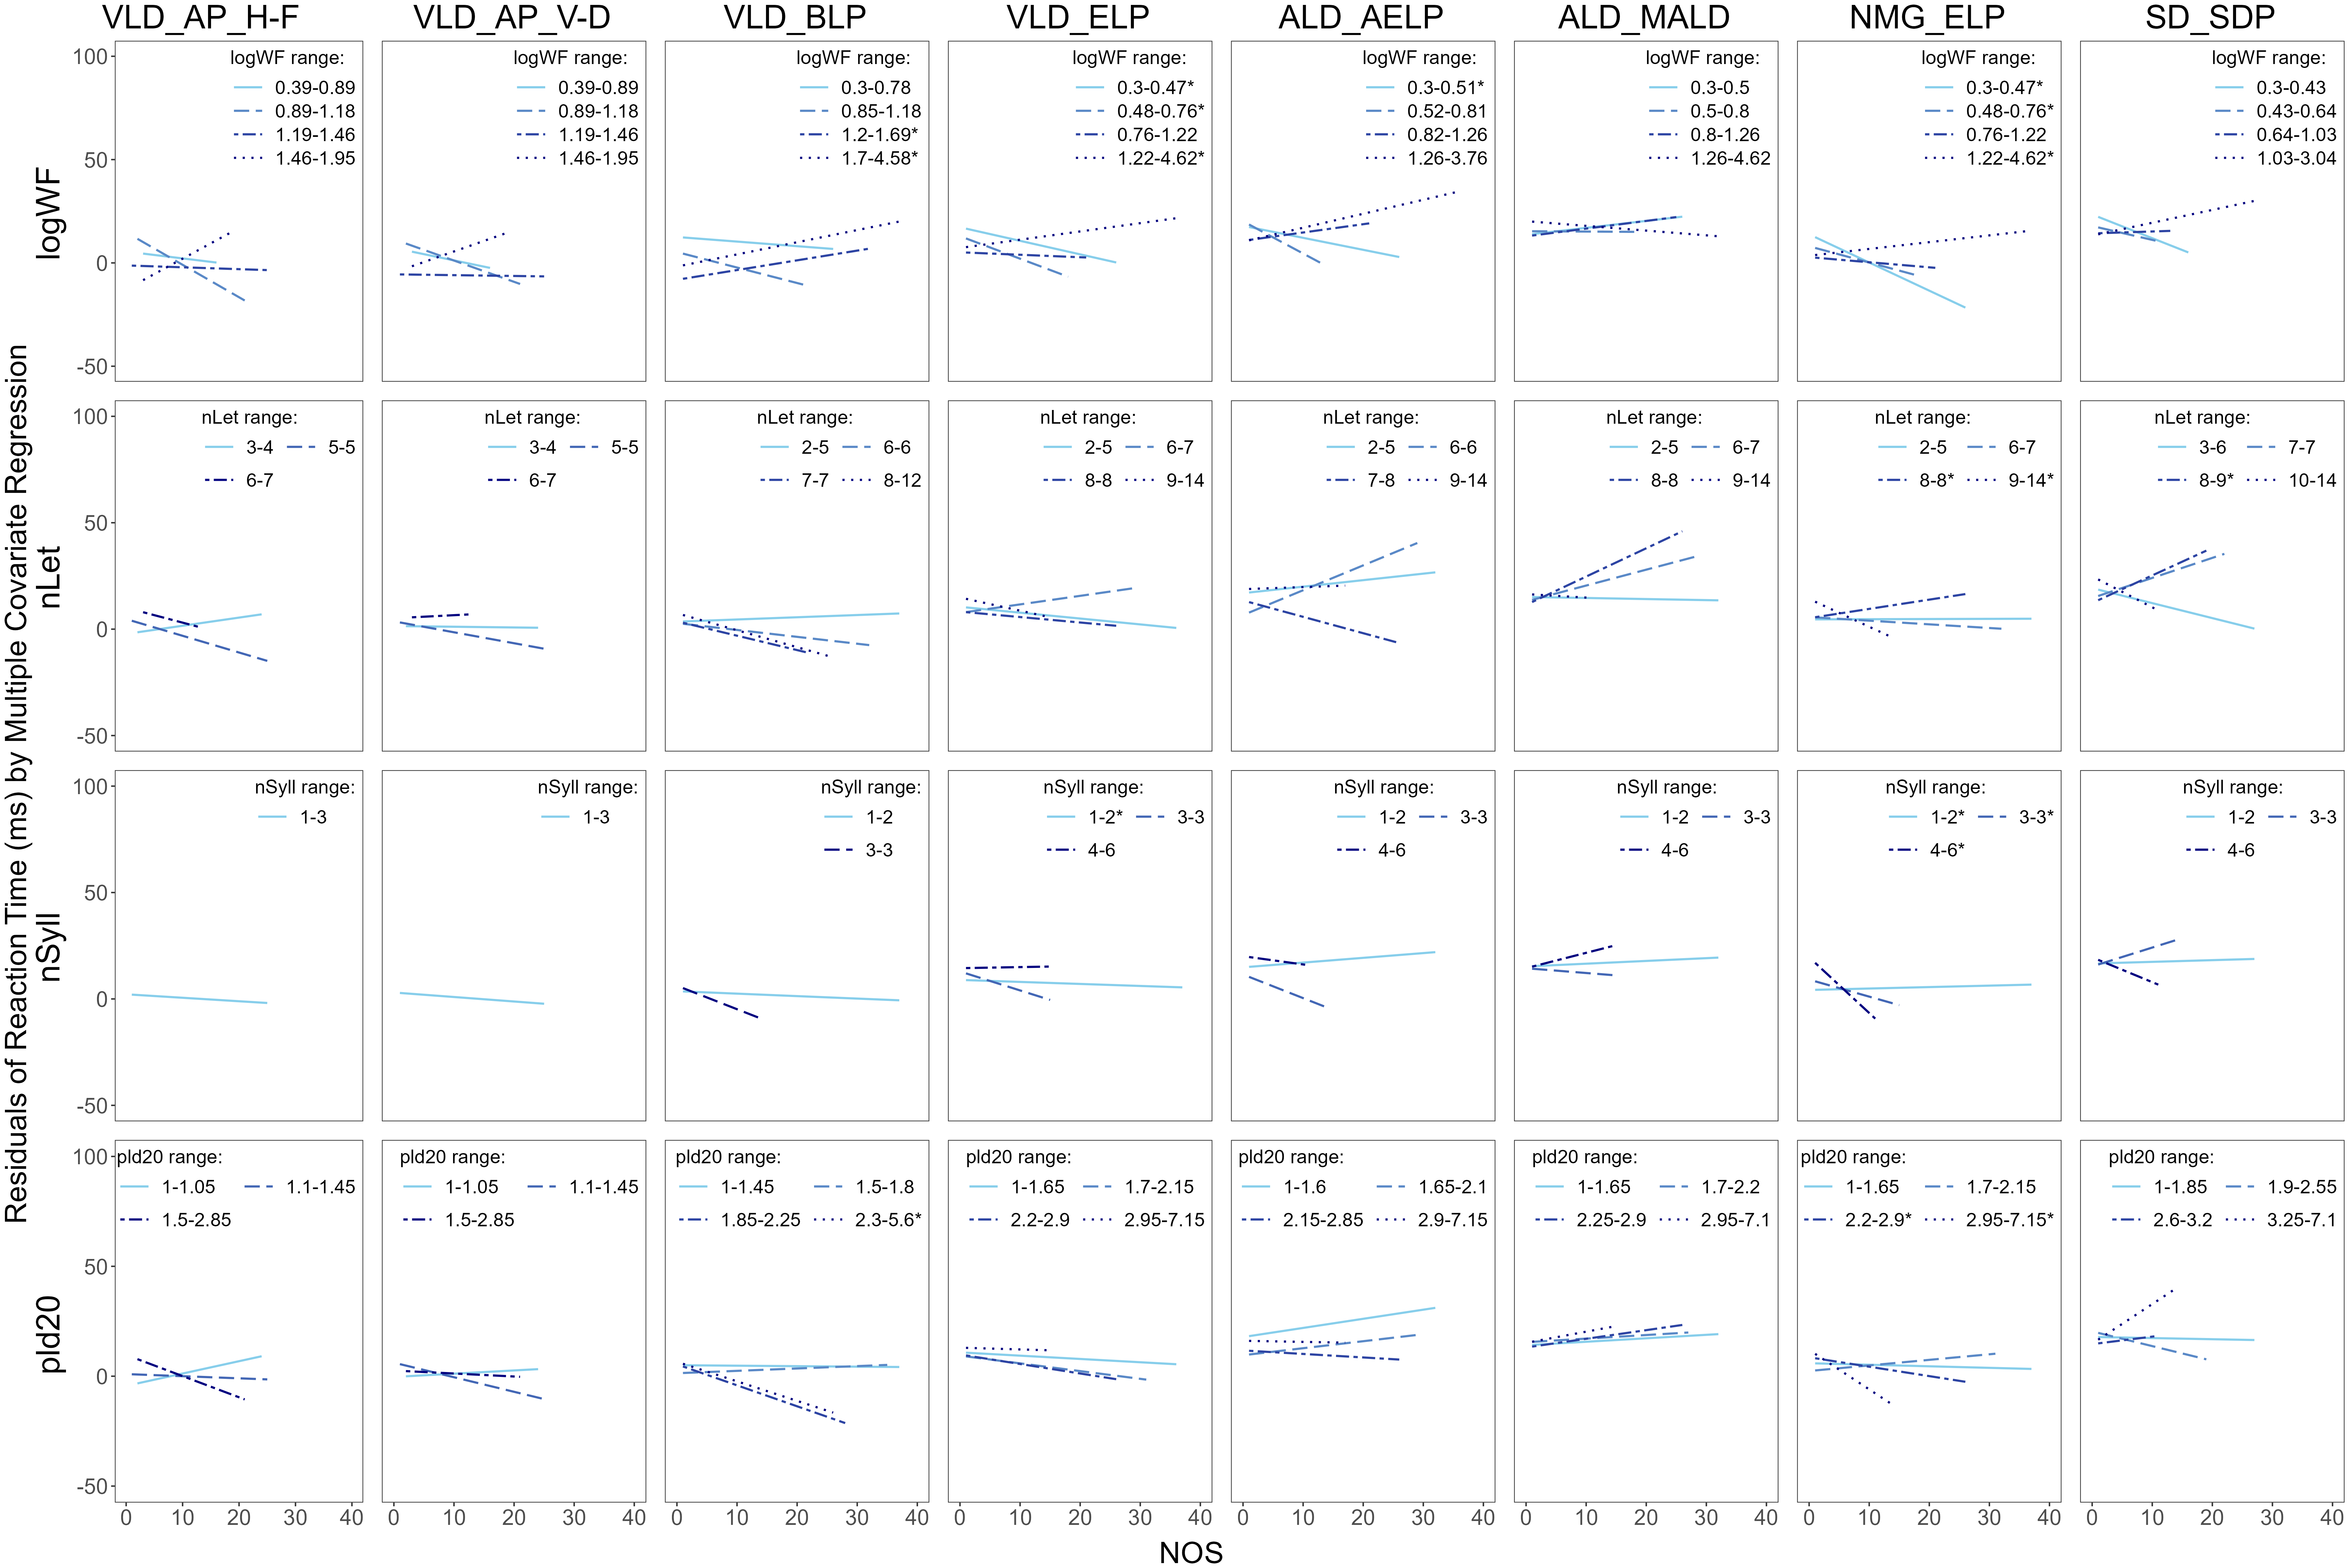 VLD_AP_H-F VLD_AP_V-D VLD_BLP VLD_ELP ALD_AELP ALD_MALD NMG_ELP SD_SDP
Residuals of Reaction Time (ms) by Multiple Covariate Regression
logWF
100
50
0
-50
logWF range:
0.39-0.89
0.89-1.18
1.19-1.46
1.46-1.95
logWF range:
0.39-0.89
0.89-1.18
1.19-1.46
1.46-1.95
logWF range:
0.3-0.78
0.85-1.18
1.2-1.69*
1.7-4.58*
logWF range:
0.3-0.47*
0.48-0.76*
0.76-1.22
1.22-4.62*
logWF range:
0.3-0.51*
0.52-0.81
0.82-1.26
1.26-3.76
logWF range:
0.3-0.5
0.5-0.8
0.8-1.26
1.26-4.62
logWF range:
0.3-0.47*
0.48-0.76*
0.76-1.22
1.22-4.62*
logWF range:
0.3-0.43
0.43-0.64
0.64-1.03
1.03-3.04
nLet
100
50
0
-50
nLet range:
3-4 5-5
6-7
nLet range:
3-4 5-5
6-7
nLet range:
2-5 6-6
7-7 8-12
nLet range:
2-5 6-7
8-8 9-14
nLet range:
2-5 6-6
7-8 9-14
nLet range:
2-5 6-7
8-8 9-14
nLet range:
2-5 6-7
8-8* 9-14*
nLet range:
3-6 7-7
8-9* 10-14
nSyll
100
50
0
-50
nSyll range:
1-3
nSyll range:
1-3
nSyll range:
1-2
3-3
nSyll range:
1-2* 3-3
4-6
nSyll range:
1-2 3-3
4-6
nSyll range:
1-2 3-3
4-6
nSyll range:
1-2* 3-3*
4-6*
nSyll range:
1-2 3-3
4-6
pld20
100
50
0
-50
pld20 range:
1-1.05 1.1-1.45
1.5-2.85
pld20 range:
1-1.05 1.1-1.45
1.5-2.85
pld20 range:
1-1.45 1.5-1.8
1.85-2.25 2.3-5.6*
pld20 range:
1-1.65 1.7-2.15
2.2-2.9 2.95-7.15
pld20 range:
1-1.6 1.65-2.1
2.15-2.85 2.9-7.15
pld20 range:
1-1.65 1.7-2.2
2.25-2.9 2.95-7.1
pld20 range:
1-1.65 1.7-2.15
2.2-2.9* 2.95-7.15*
pld20 range:
1-1.85 1.9-2.55
2.6-3.2 3.25-7.1
0 10 20 30 40 0 10 20 30 40 0 10 20 30 40 0 10 20 30 40 0 10 20 30 40 0 10 20 30 40 0 10 20 30 40 0 10 20 30 40
NOS